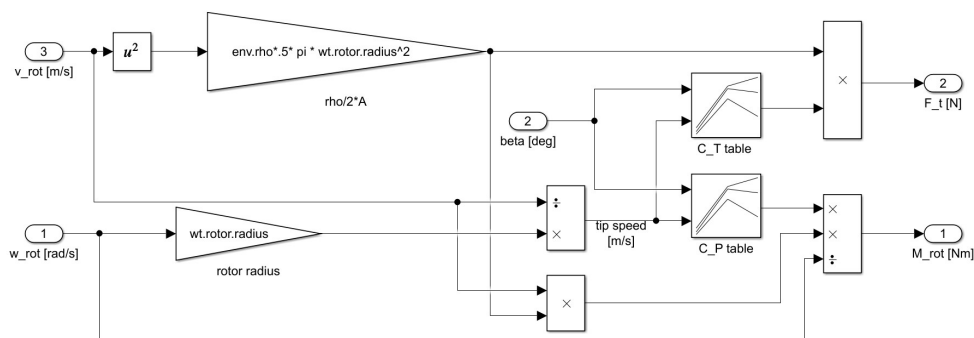 3
v_rot [m/s]
u²
env.rho*.5* pi * wt.rotor.radius^2
rho/2*A
2
beta [deg]
C_T table
×
2
F_t [N]
1
w_rot [rad/s]
wt.rotor.radius
rotor radius
÷
×
tip speed
[m/s]
C_P table
×
×
÷
1
M_rot [Nm]
×